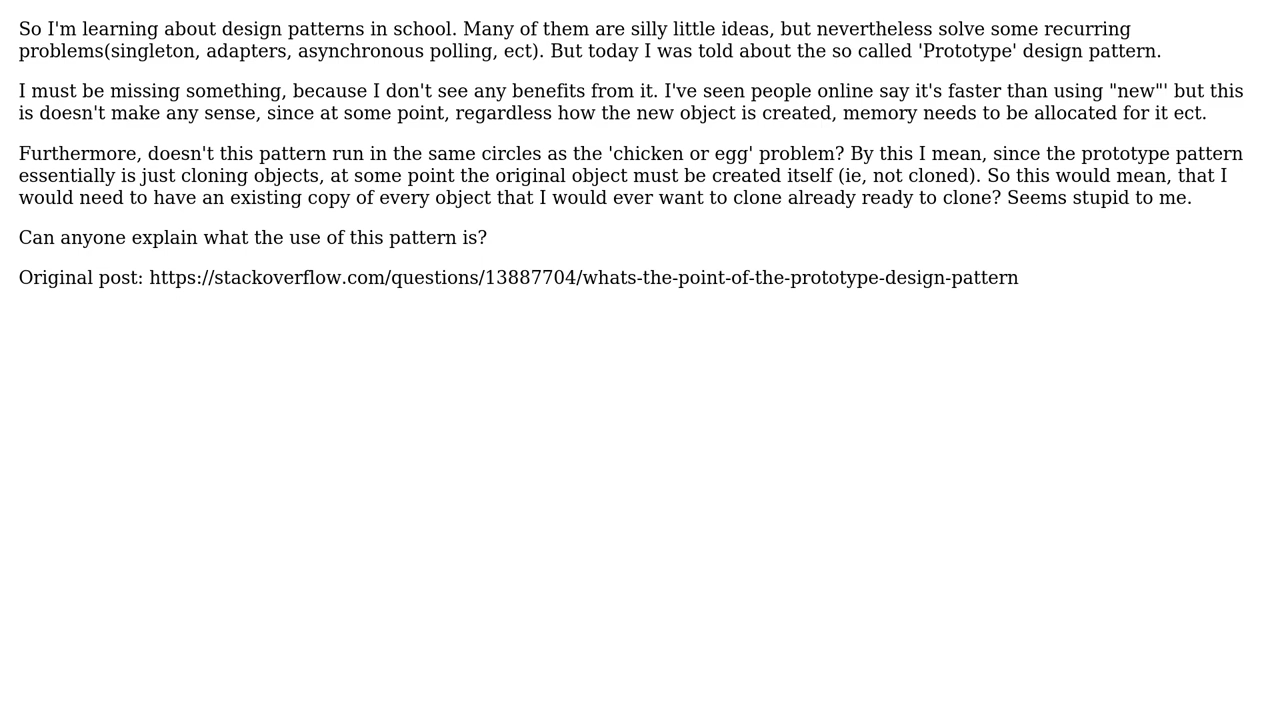 So I'm learning about design patterns in school. Many of them are silly little ideas, but nevertheless solve some recurring
problems(singleton, adapters, asynchronous polling, ect). But today I was told about the so called 'Prototype' design pattern.
I must be missing something, because I don't see any benefits from it. I've seen people online say it's faster than using "new"' but this
is doesn't make any sense, since at some point, regardless how the new object is created, memory needs to be allocated for it ect.
Furthermore, doesn't this pattern run in the same circles as the 'chicken or egg' problem? By this I mean, since the prototype pattern
essentially is just cloning objects, at some point the original object must be created itself (ie, not cloned). So this would mean, that I
would need to have an existing copy of every object that I would ever want to clone already ready to clone? Seems stupid to me.
Can anyone explain what the use of this pattern is?
Original post: https://stackoverflow.com/questions/13887704/whats-the-point-of-the-prototype-design-pattern